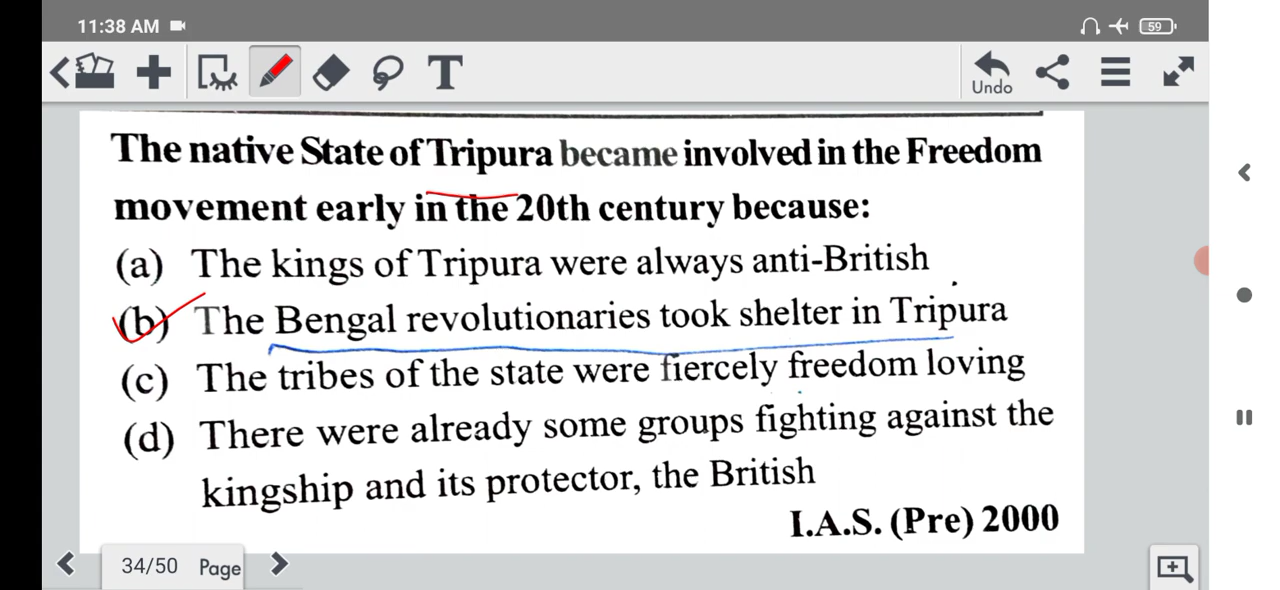 11:38 AM
59
T
Undo
The native State of Tripura became involved in the Freedom
movement early in the 20th century because:
(a) The kings of Tripura were always anti-British
(b) The Bengal revolutionaries took shelter in Tripura
(c) The tribes of the state were fiercely freedom loving
(d) There were already some groups fighting against the
kingship and its protector, the British
I.A.S. (Pre) 2000
34/50 Page